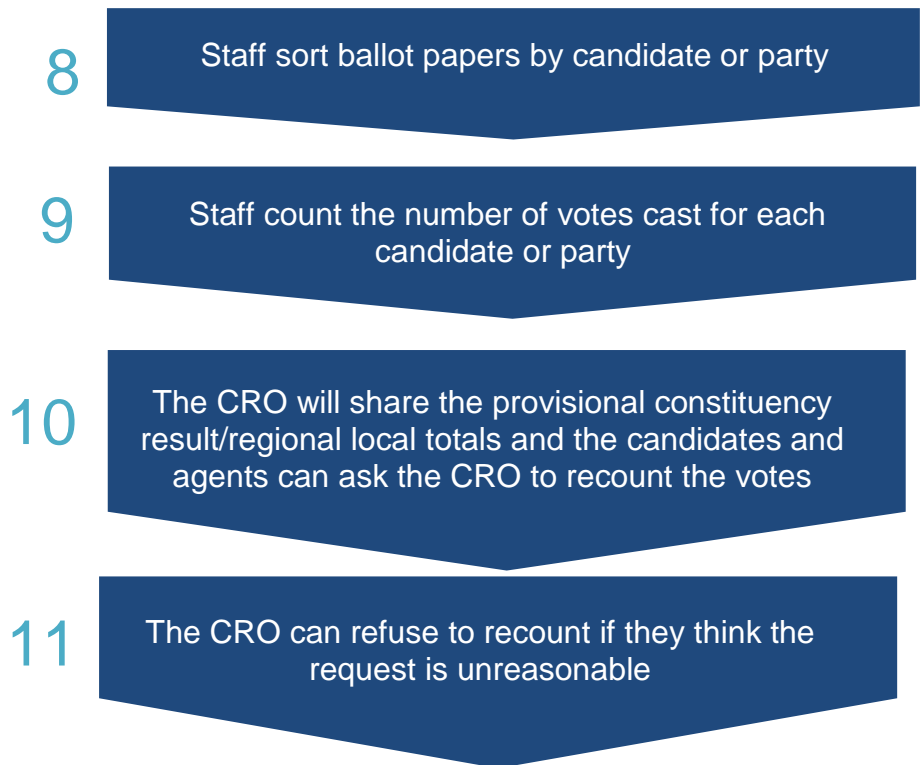 8
Staff sort ballot papers by candidate or party
9
Staff count the number of votes cast for each
candidate or party
10
The CRO will share the provisional constituency
result/regional local totals and the candidates and
agents can ask the CRO to recount the votes
11
The CRO can refuse to recount if they think the
request is unreasonable